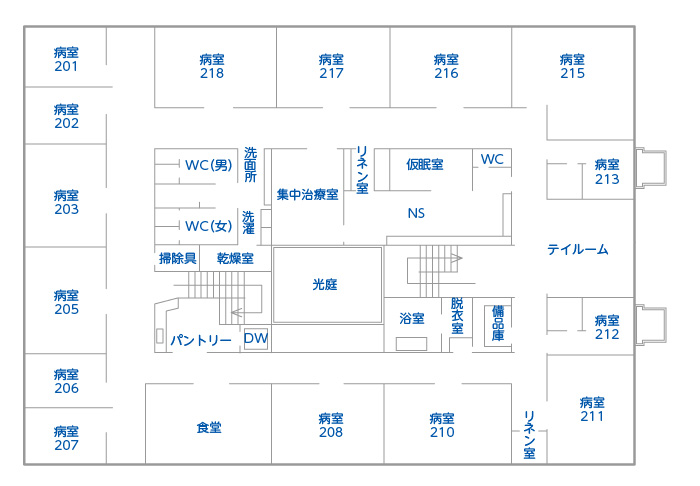 病室
201
病室
218
病室
217
病室
216
病室
215
病室
202
洗面所
WC(男)
リネン室
仮眠室
WC
病室
213
病室
203
集中治療室
NS
WC(女)
洗濯
テイルーム
掃除具
乾燥室
光庭
病室
205
パントリー
DW
浴室
脱衣室
備品庫
病室
212
病室
206
病室
207
食堂
病室
208
病室
210
リネン室
病室
211